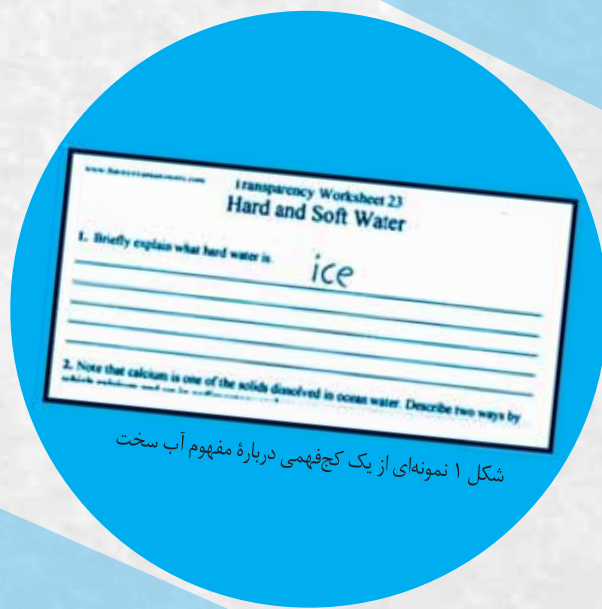 Transparency Worksheet 23
Hard and Soft Water
1. Briefly explain what hard water is.
ice
2. Note that calcium is one of the solids dissolved in ocean water. Describe two ways by
شکل ۱ نمونه‌ای از یک کج‌فهمی دربارهٔ مفهوم آب سخت